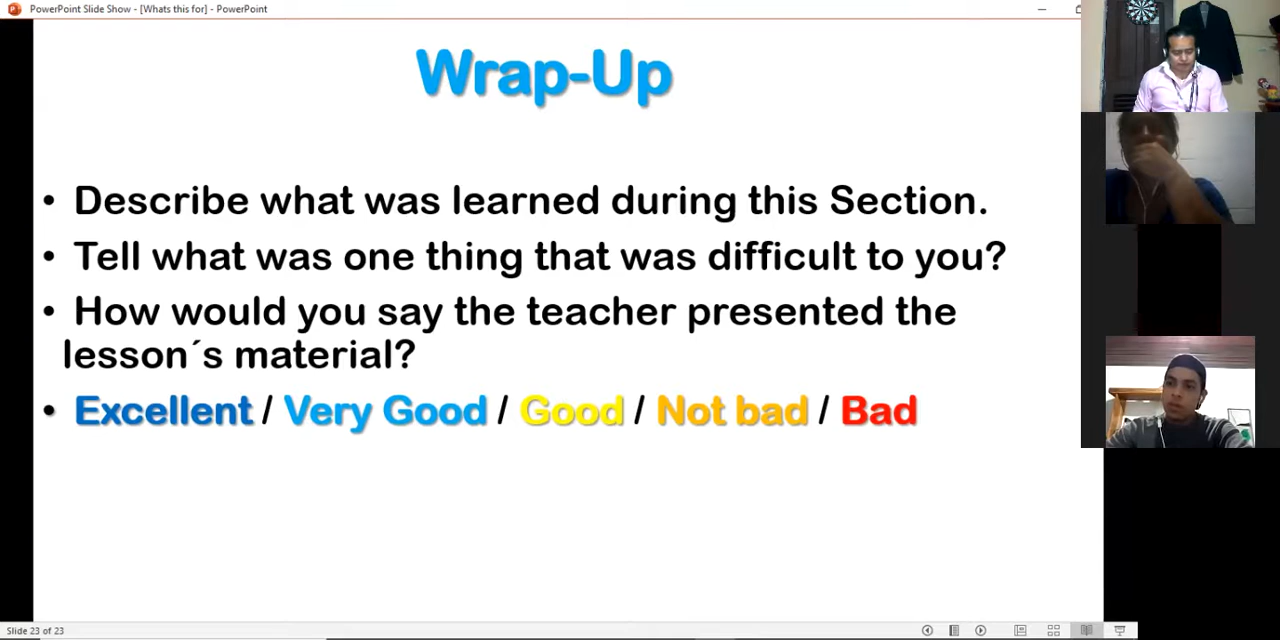 PowerPoint Slide Show - [Whats this for] - PowerPoint
Wrap-Up
• Describe what was learned during this Section.
• Tell what was one thing that was difficult to you?
• How would you say the teacher presented the
lesson´s material?
• Excellent / Very Good / Good / Not bad / Bad
Slide 23 of 23